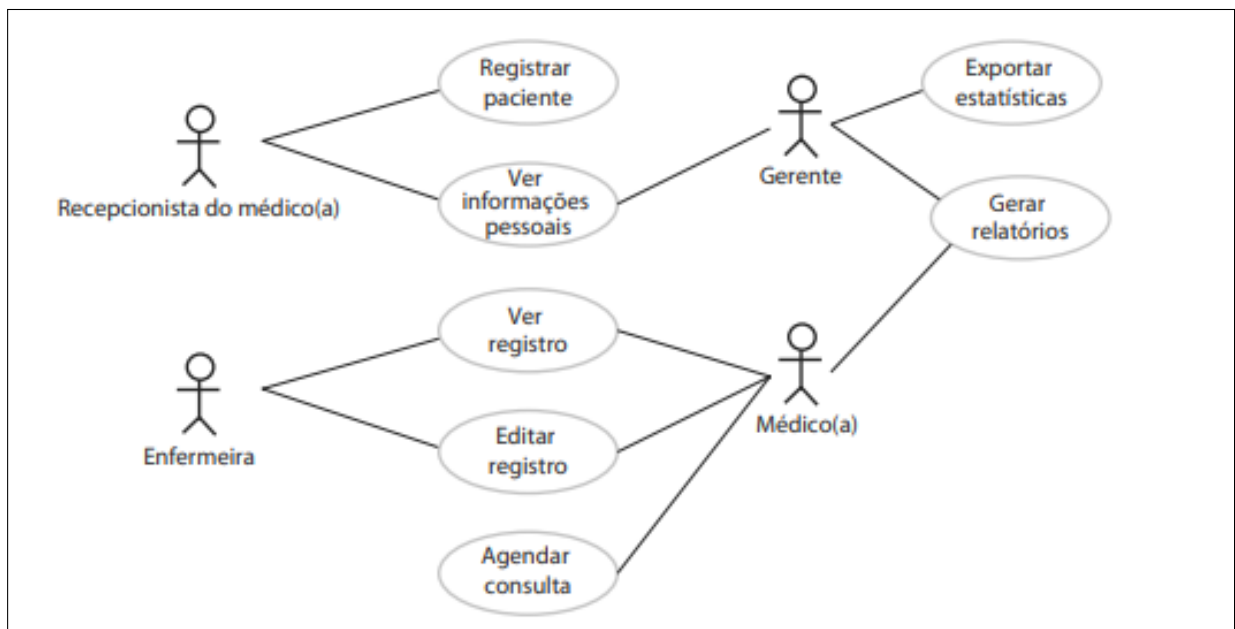 Registrar
paciente
Exportar
estatísticas
Recepcionista do médico(a)
Ver
informações
pessoais
Gerente
Gerar
relatórios
Ver
registro
Enfermeira
Editar
registro
Médico(a)
Agendar
consulta